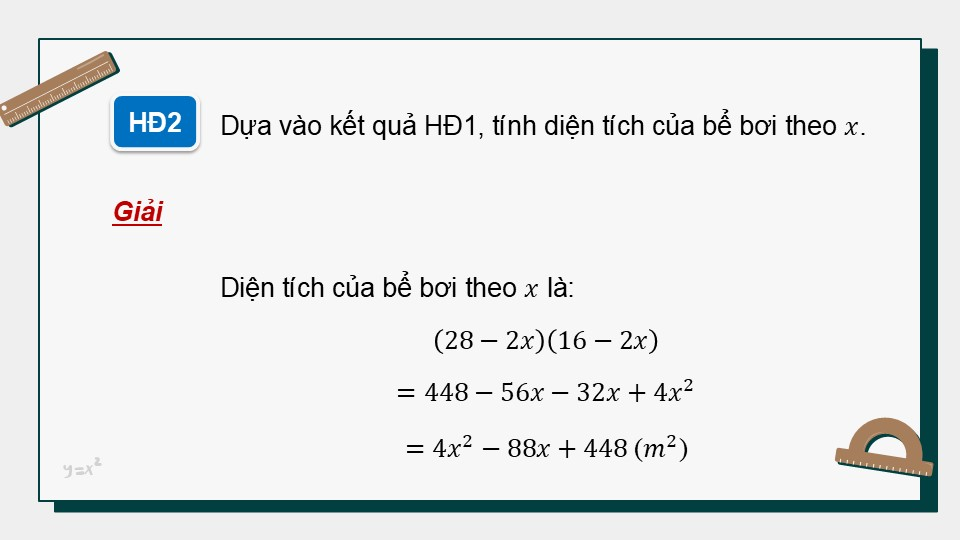 HĐ2 Dựa vào kết quả HĐ1, tính diện tích của bể bơi theo 𝑥.
Giải
Diện tích của bể bơi theo 𝑥 là:
(28 − 2𝑥)(16 − 2𝑥)
= 448 − 56𝑥 − 32𝑥 + 4𝑥²
= 4𝑥² − 88𝑥 + 448 (𝑚²)
y=x²